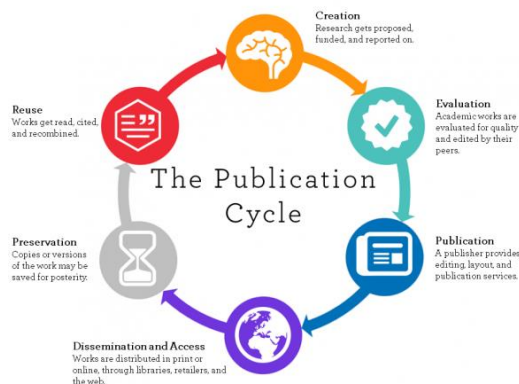 Creation
Research gets proposed,
funded, and reported on.
Evaluation
Academic works are
evaluated for quality
and edited by their
peers.
Publication
A publisher provides
editing, layout, and
publication services.
Dissemination and Access
Works are distributed in print or
online, through libraries, retailers, and
the web.
Preservation
Copies or versions
of the work may be
saved for posterity.
Reuse
Works get read, cited,
and recombined.
The Publication
Cycle